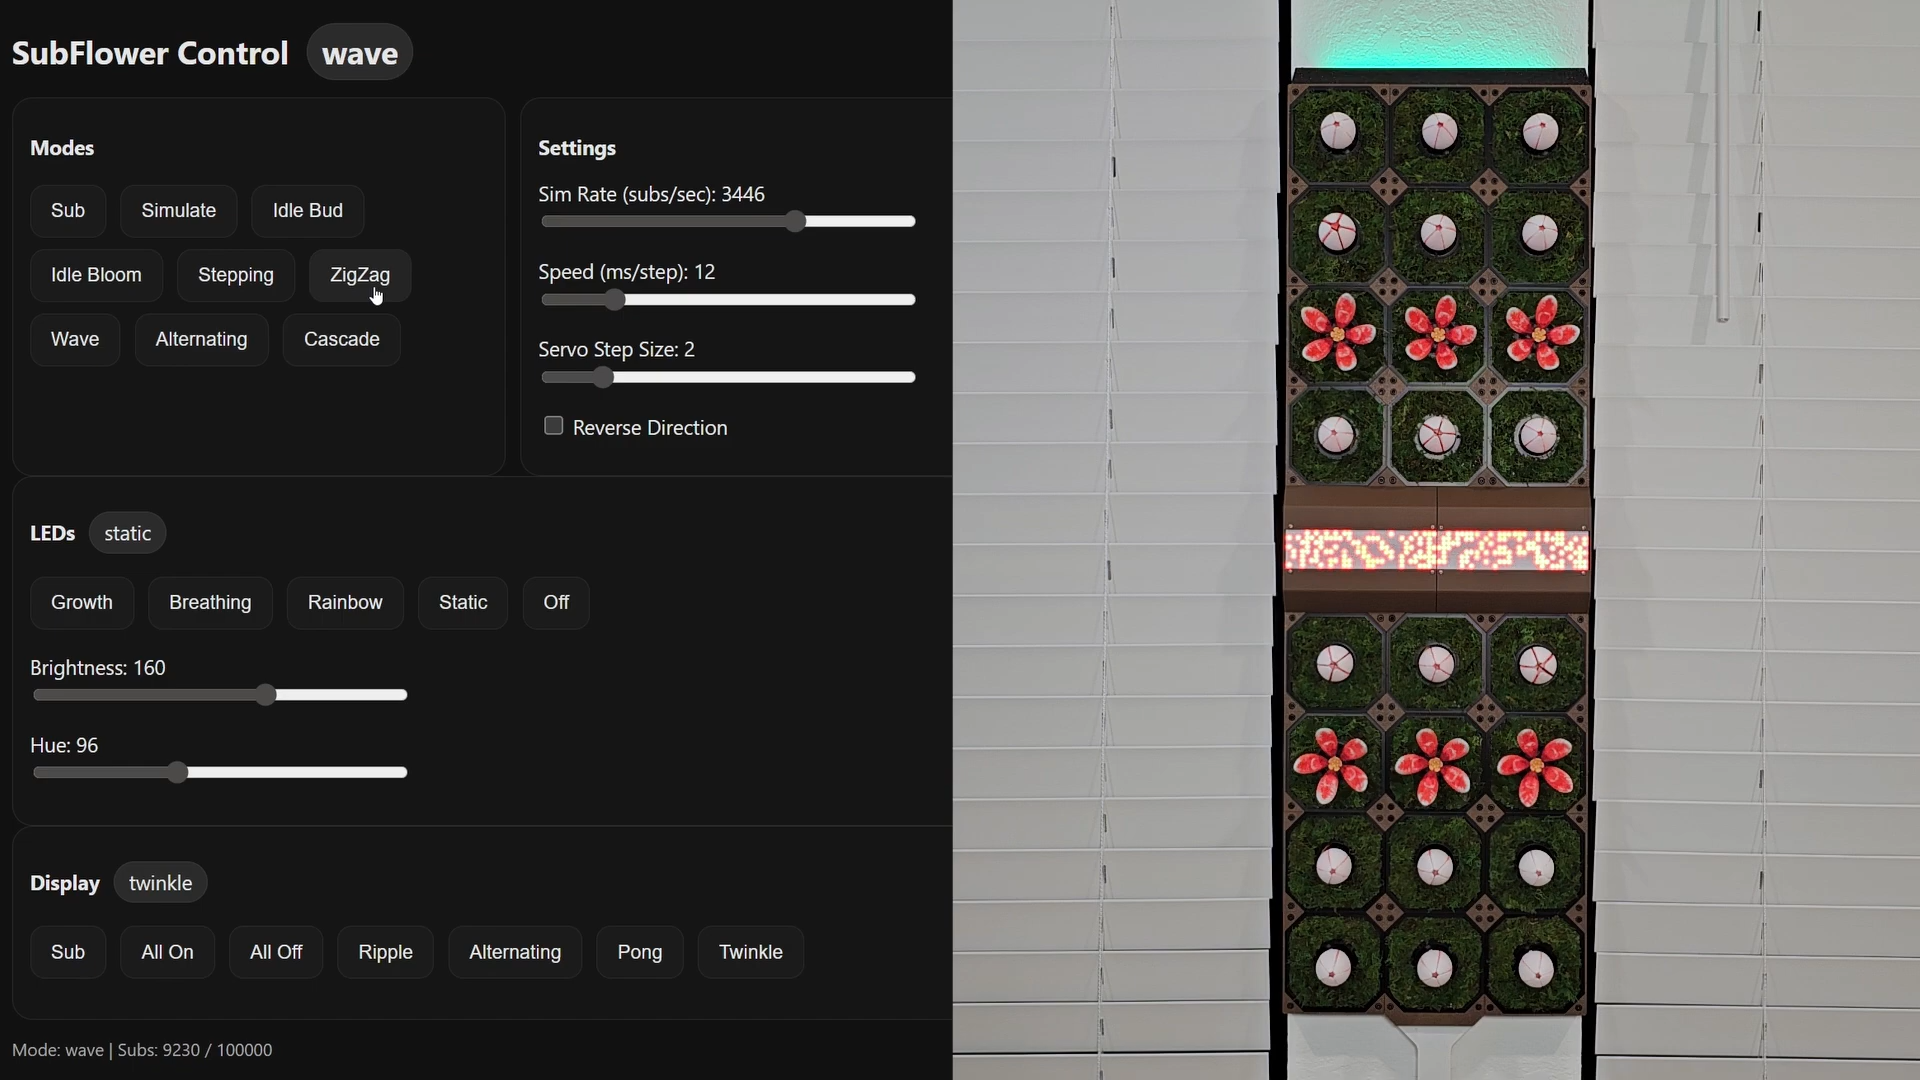 SubFlower Control wave
Modes
Sub Simulate Idle Bud
Idle Bloom Stepping ZigZag
Wave Alternating Cascade
Settings
Sim Rate (subs/sec): 3446
Speed (ms/step): 12
Servo Step Size: 2
Reverse Direction
LEDs static
Growth Breathing Rainbow Static Off
Brightness: 160
Hue: 96
Display twinkle
Sub All On All Off Ripple Alternating Pong Twinkle
Mode: wave | Subs: 9230 / 100000